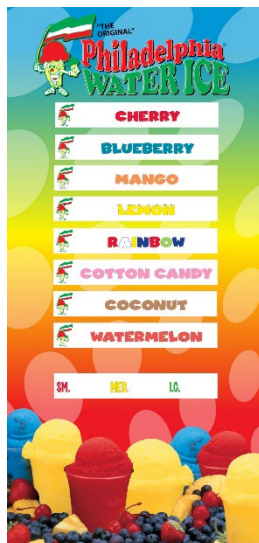 "THE
ORIGINAL"
Philadelphia
WATER ICE
CHERRY
BLUEBERRY
MANGO
LEMON
RAINBOW
COTTON CANDY
COCONUT
WATERMELON
SM. MED. LG.